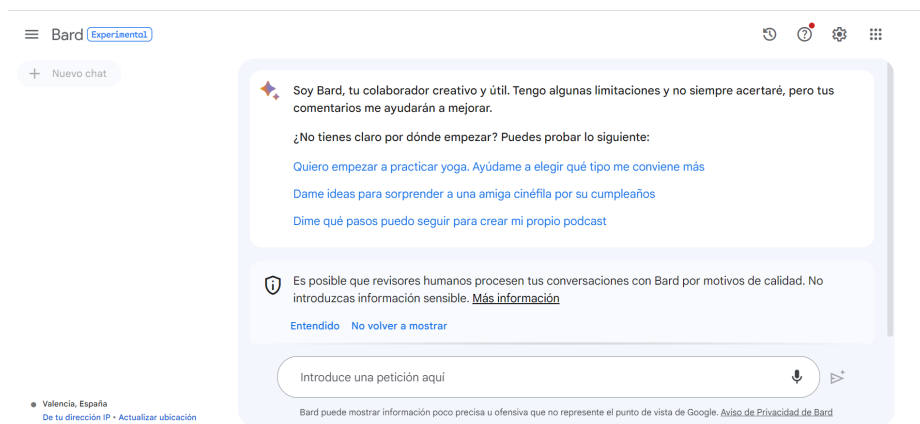 Bard Experimental
Nuevo chat
Soy Bard, tu colaborador creativo y útil. Tengo algunas limitaciones y no siempre acertaré, pero tus
comentarios me ayudarán a mejorar.
¿No tienes claro por dónde empezar? Puedes probar lo siguiente:
Quiero empezar a practicar yoga. Ayúdame a elegir qué tipo me conviene más
Dame ideas para sorprender a una amiga cinéfila por su cumpleaños
Dime qué pasos puedo seguir para crear mi propio podcast
Es posible que revisores humanos procesen tus conversaciones con Bard por motivos de calidad. No
introduzcas información sensible. Más información
Entendido No volver a mostrar
Introduce una petición aquí
Valencia, España
De tu dirección IP • Actualizar ubicación
Bard puede mostrar información poco precisa u ofensiva que no represente el punto de vista de Google. Aviso de Privacidad de Bard